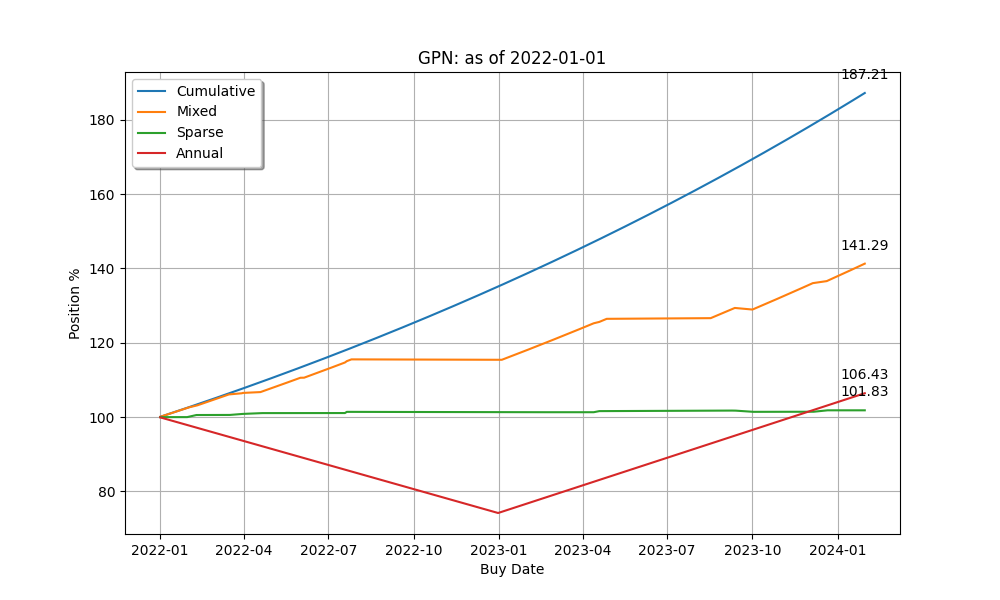 GPN: as of 2022-01-01
187.21
Cumulative
Mixed
Sparse
Annual
180
160
141.29
140
120
106.43
101.83
100
80
Position %
2022-01 2022-04 2022-07 2022-10 2023-01 2023-04 2023-07 2023-10 2024-01
Buy Date